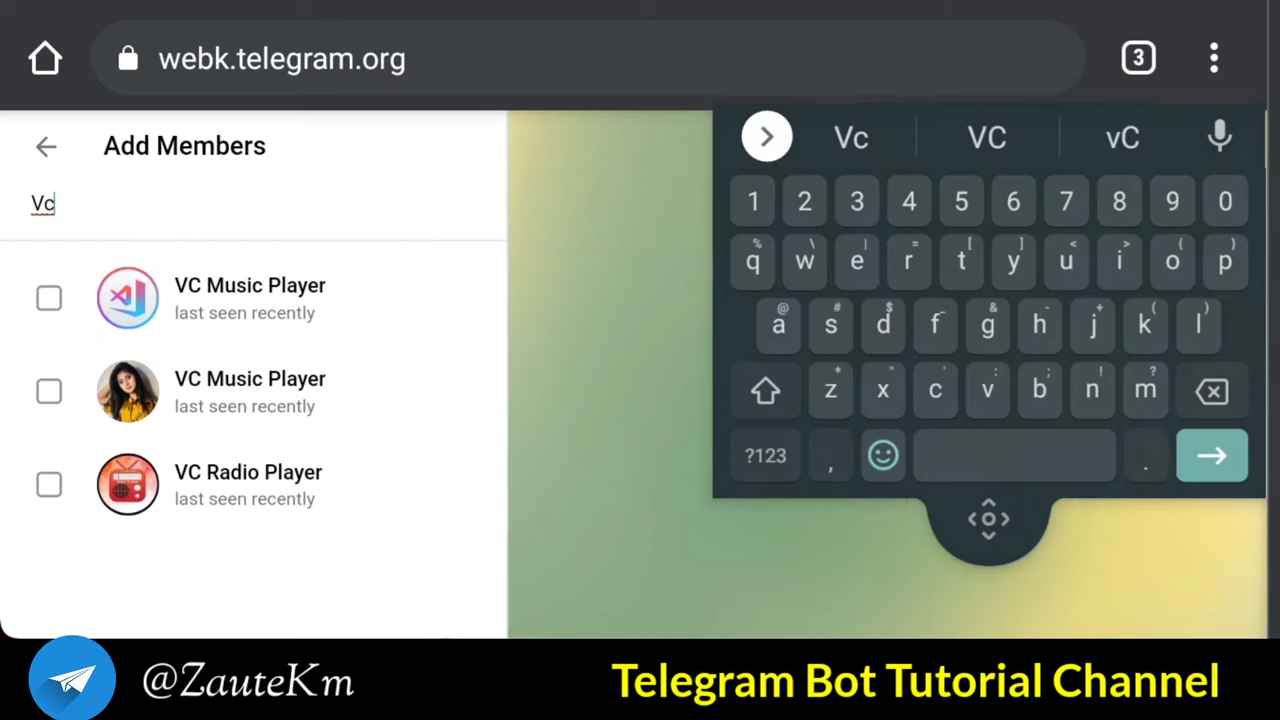 webk.telegram.org
3
Add Members
Vc
VC Music Player
last seen recently
VC Music Player
last seen recently
VC Radio Player
last seen recently
Vc VC vC
1 2 3 4 5 6 7 8 9 0
% \ | = [ ] < > { }
q w e r t y u i o p
@ # $ _ & - + ( )
a s d f g h j k l
* " ' : ; ! ?
z x c v b n m
?123 , .
@ZauteKm
Telegram Bot Tutorial Channel